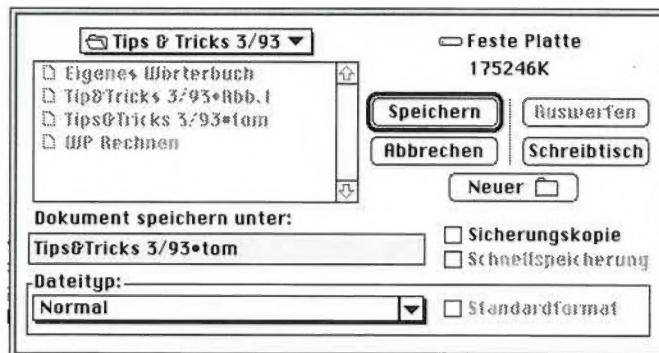 Tips & Tricks 3/93
Eigenes Wörterbuch
Tip&Tricks 3/93•Abb.1
Tips&Tricks 3/93•tom
WP Rechnen
Feste Platte
175246K
Speichern
Auswerfen
Abbrechen
Schreibtisch
Neuer
Dokument speichern unter:
Tips&Tricks 3/93•tom
Sicherungskopie
Schnellspeicherung
Dateityp:
Normal
Standardformat